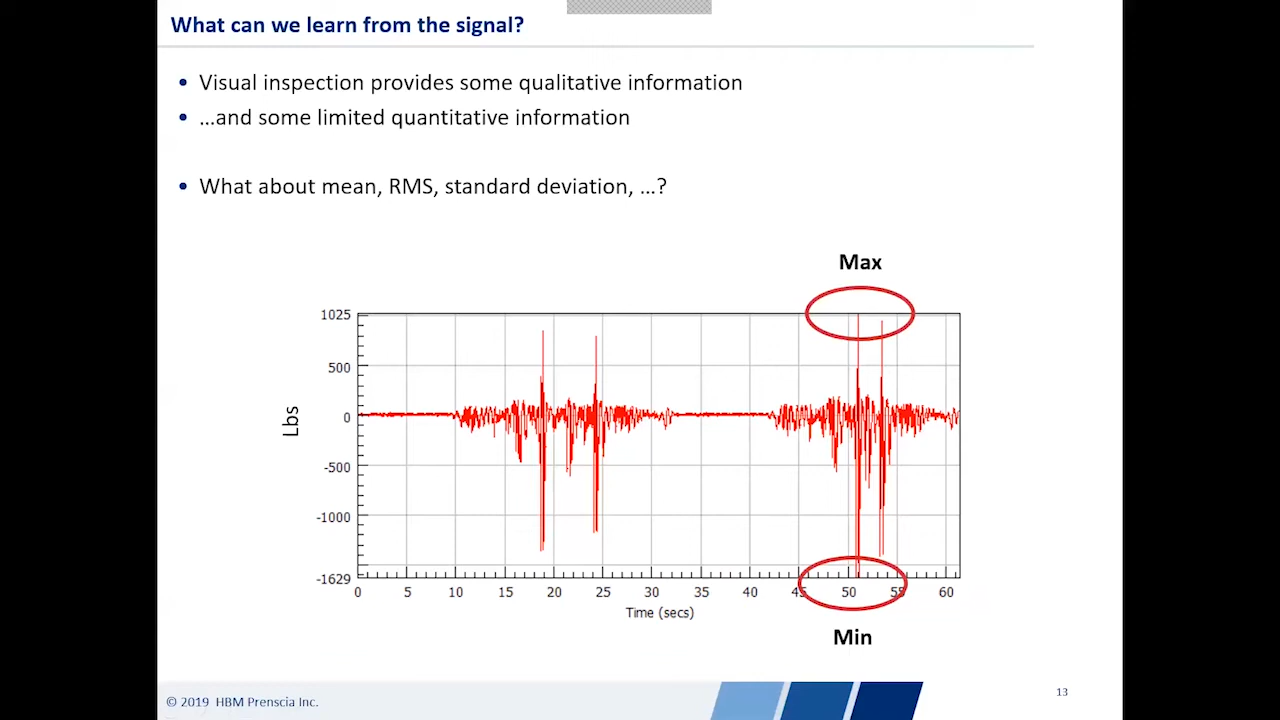 What can we learn from the signal?
• Visual inspection provides some qualitative information
• …and some limited quantitative information
• What about mean, RMS, standard deviation, …?
Max
1025
500
0
-500
-1000
-1629
Lbs
0 5 10 15 20 25 30 35 40 45 50 55 60
Time (secs)
Min
© 2019 HBM Prenscia Inc.
13